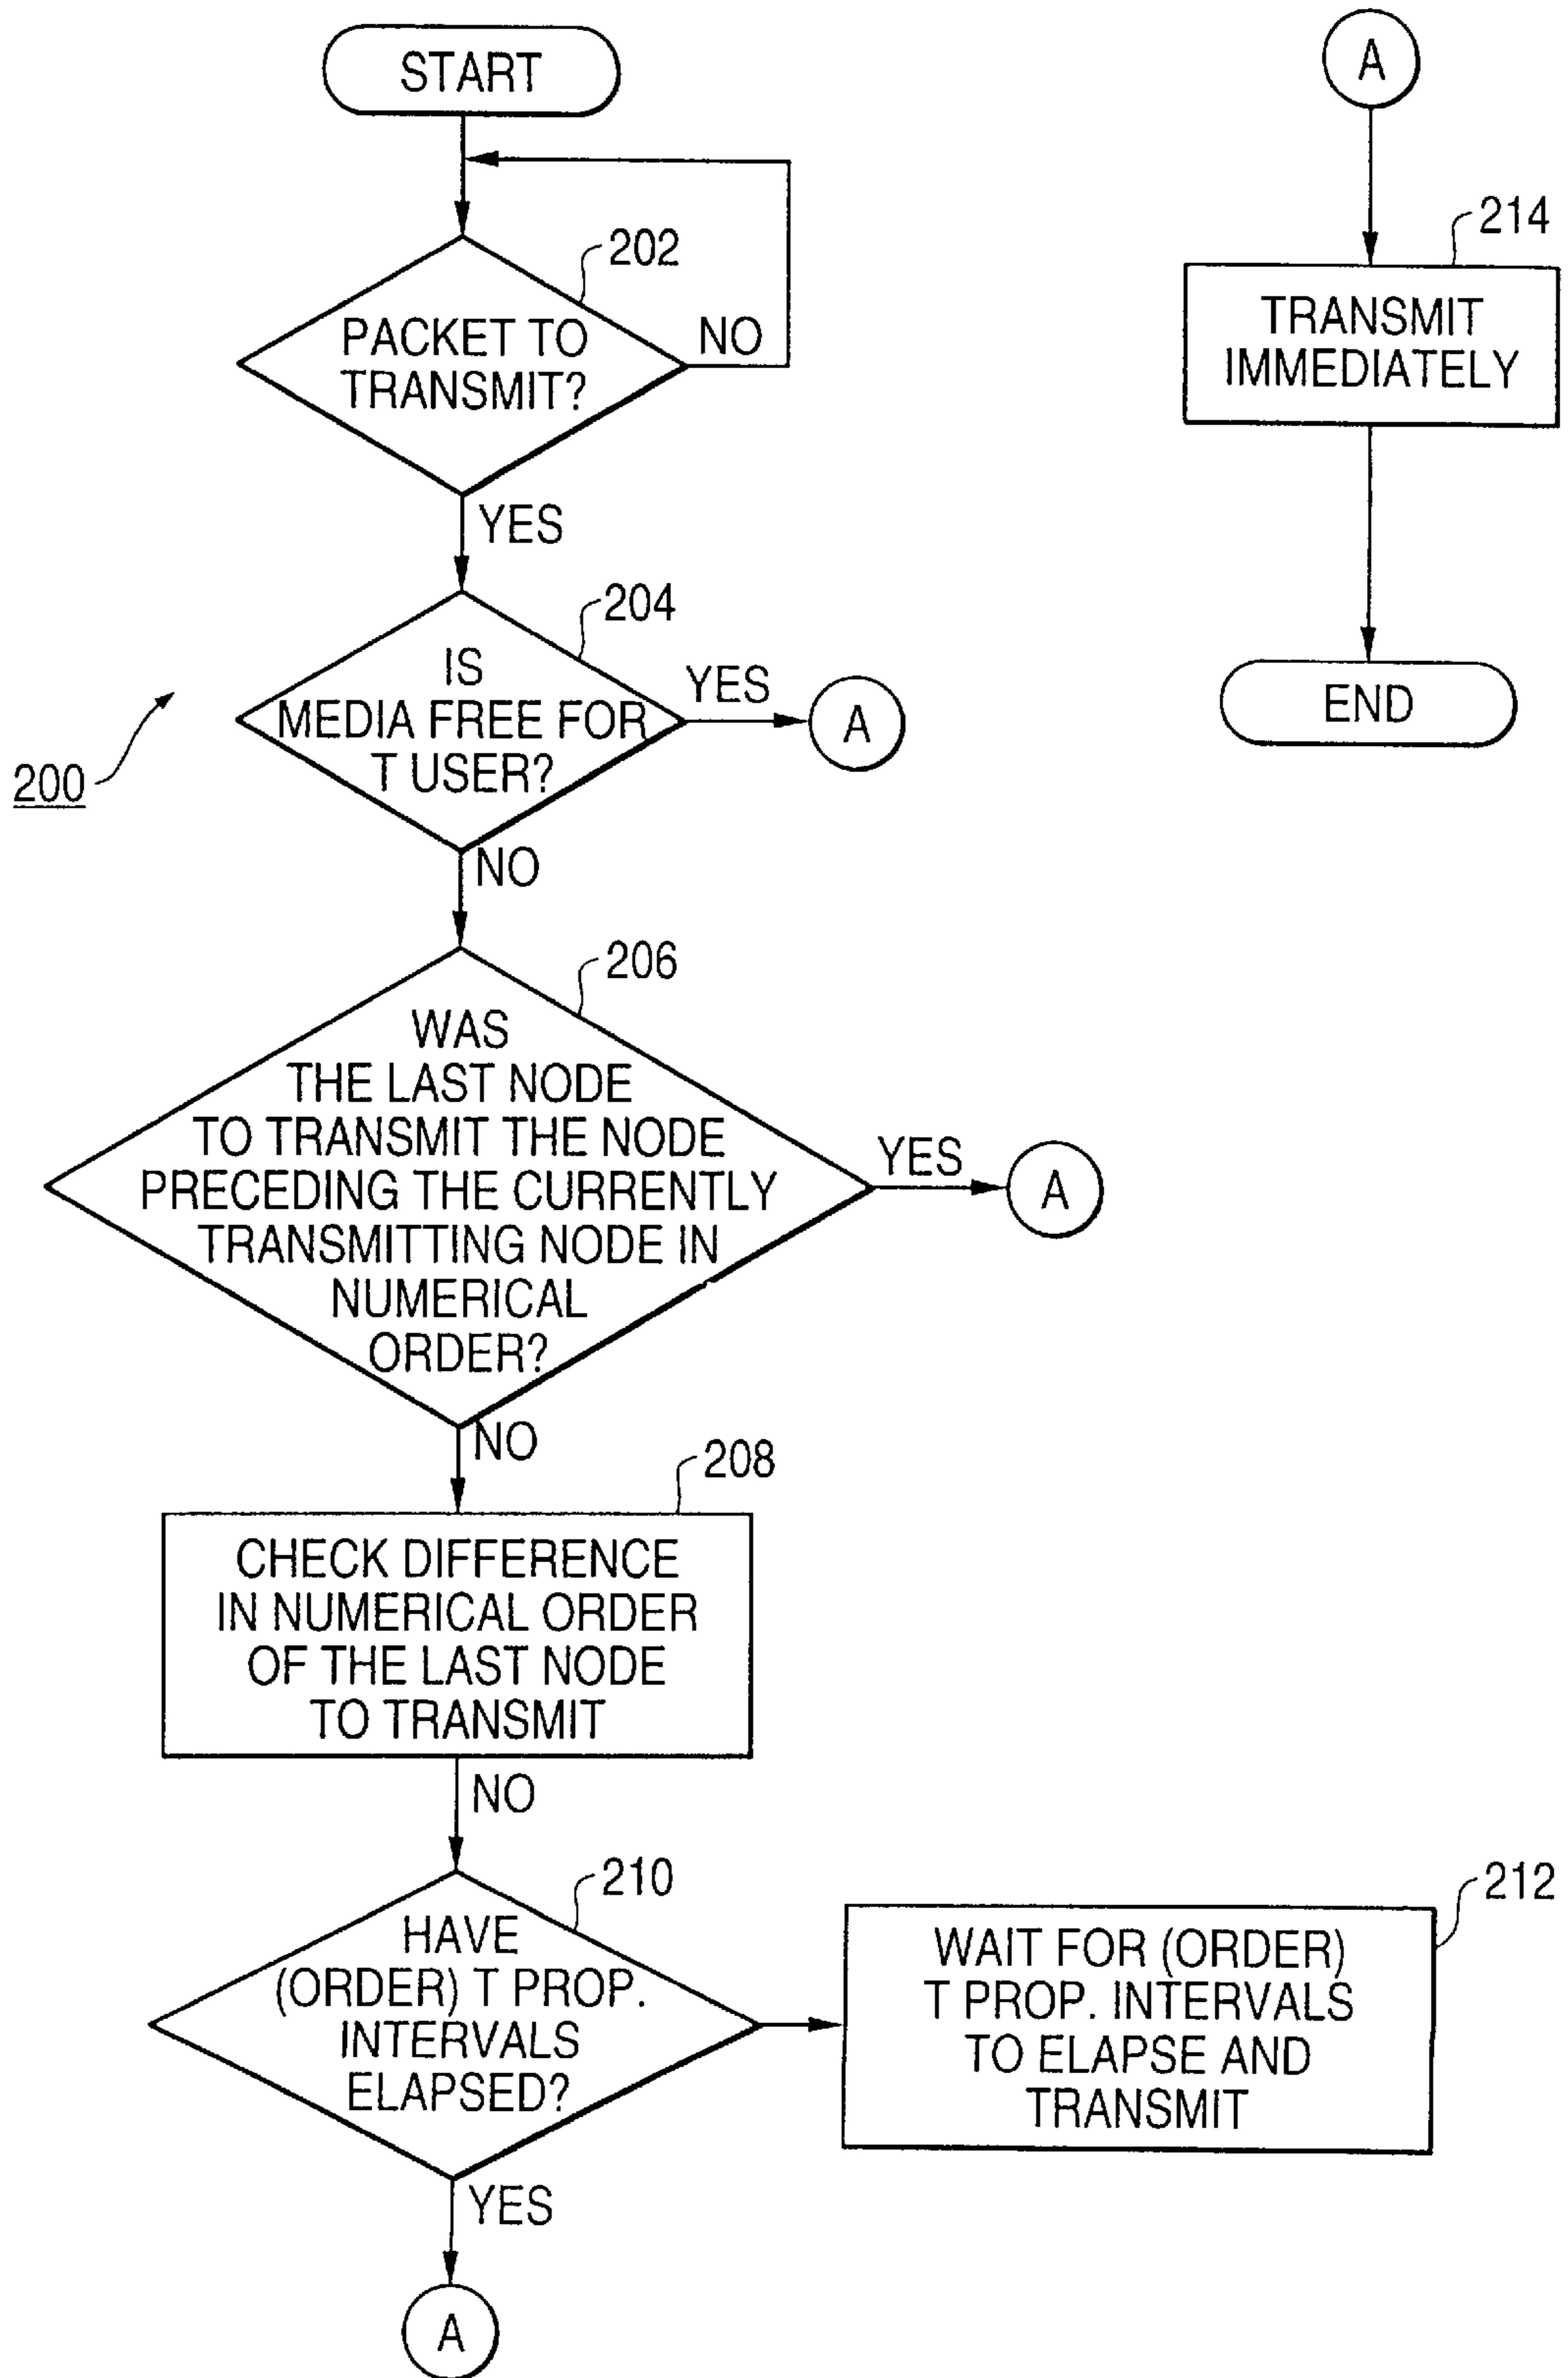 START
202
PACKET TO
TRANSMIT?
NO
YES
204
IS
MEDIA FREE FOR
T USER?
YES
A
200
NO
206
WAS
THE LAST NODE
TO TRANSMIT THE NODE
PRECEDING THE CURRENTLY
TRANSMITTING NODE IN
NUMERICAL
ORDER?
YES
A
NO
208
CHECK DIFFERENCE
IN NUMERICAL ORDER
OF THE LAST NODE
TO TRANSMIT
NO
210
HAVE
(ORDER) T PROP.
INTERVALS
ELAPSED?
212
WAIT FOR (ORDER)
T PROP. INTERVALS
TO ELAPSE AND
TRANSMIT
YES
A
A
214
TRANSMIT
IMMEDIATELY
END